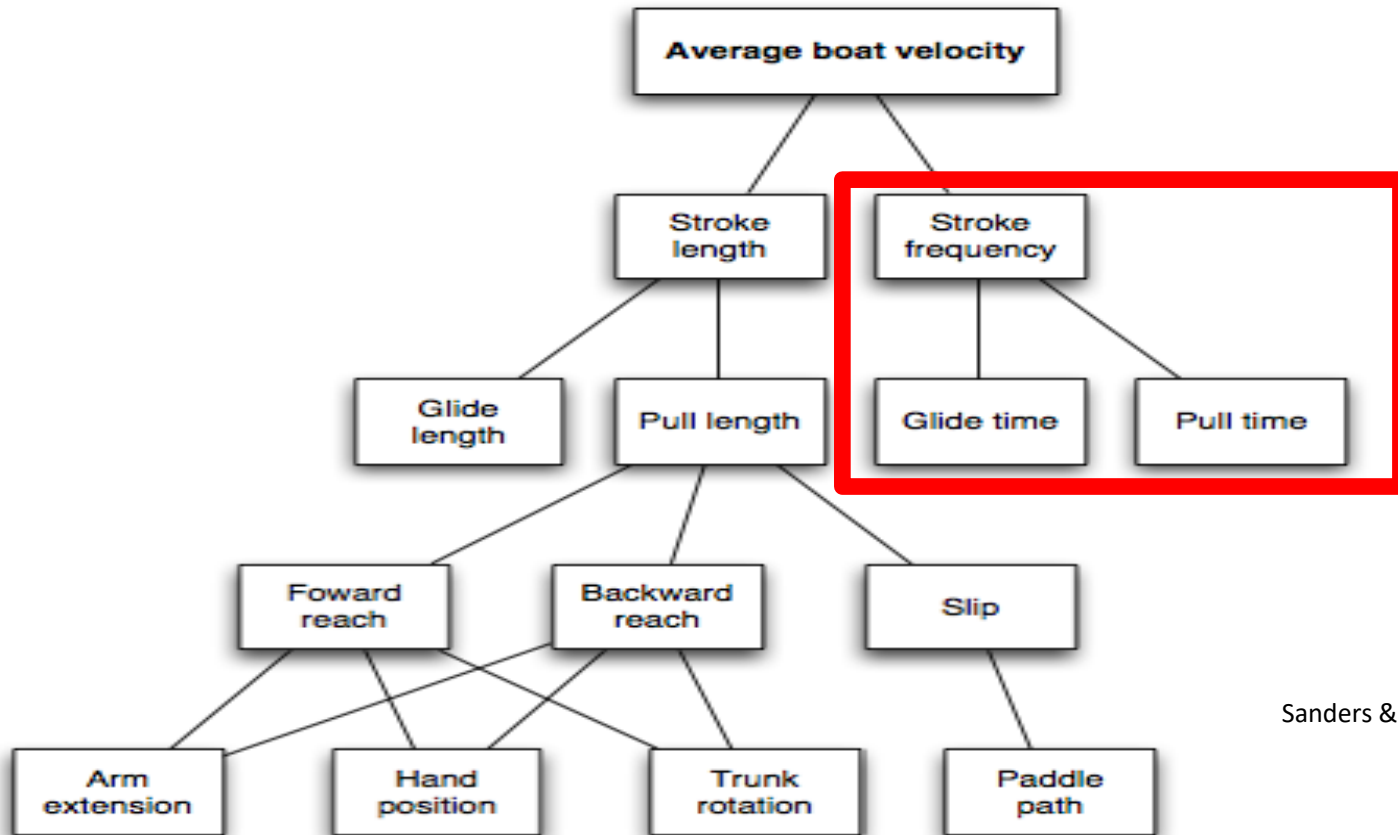 Average boat velocity
Stroke
length
Stroke
frequency
Glide
length
Pull length
Glide time
Pull time
Foward
reach
Backward
reach
Slip
Sanders &
Arm
extension
Hand
position
Trunk
rotation
Paddle
path